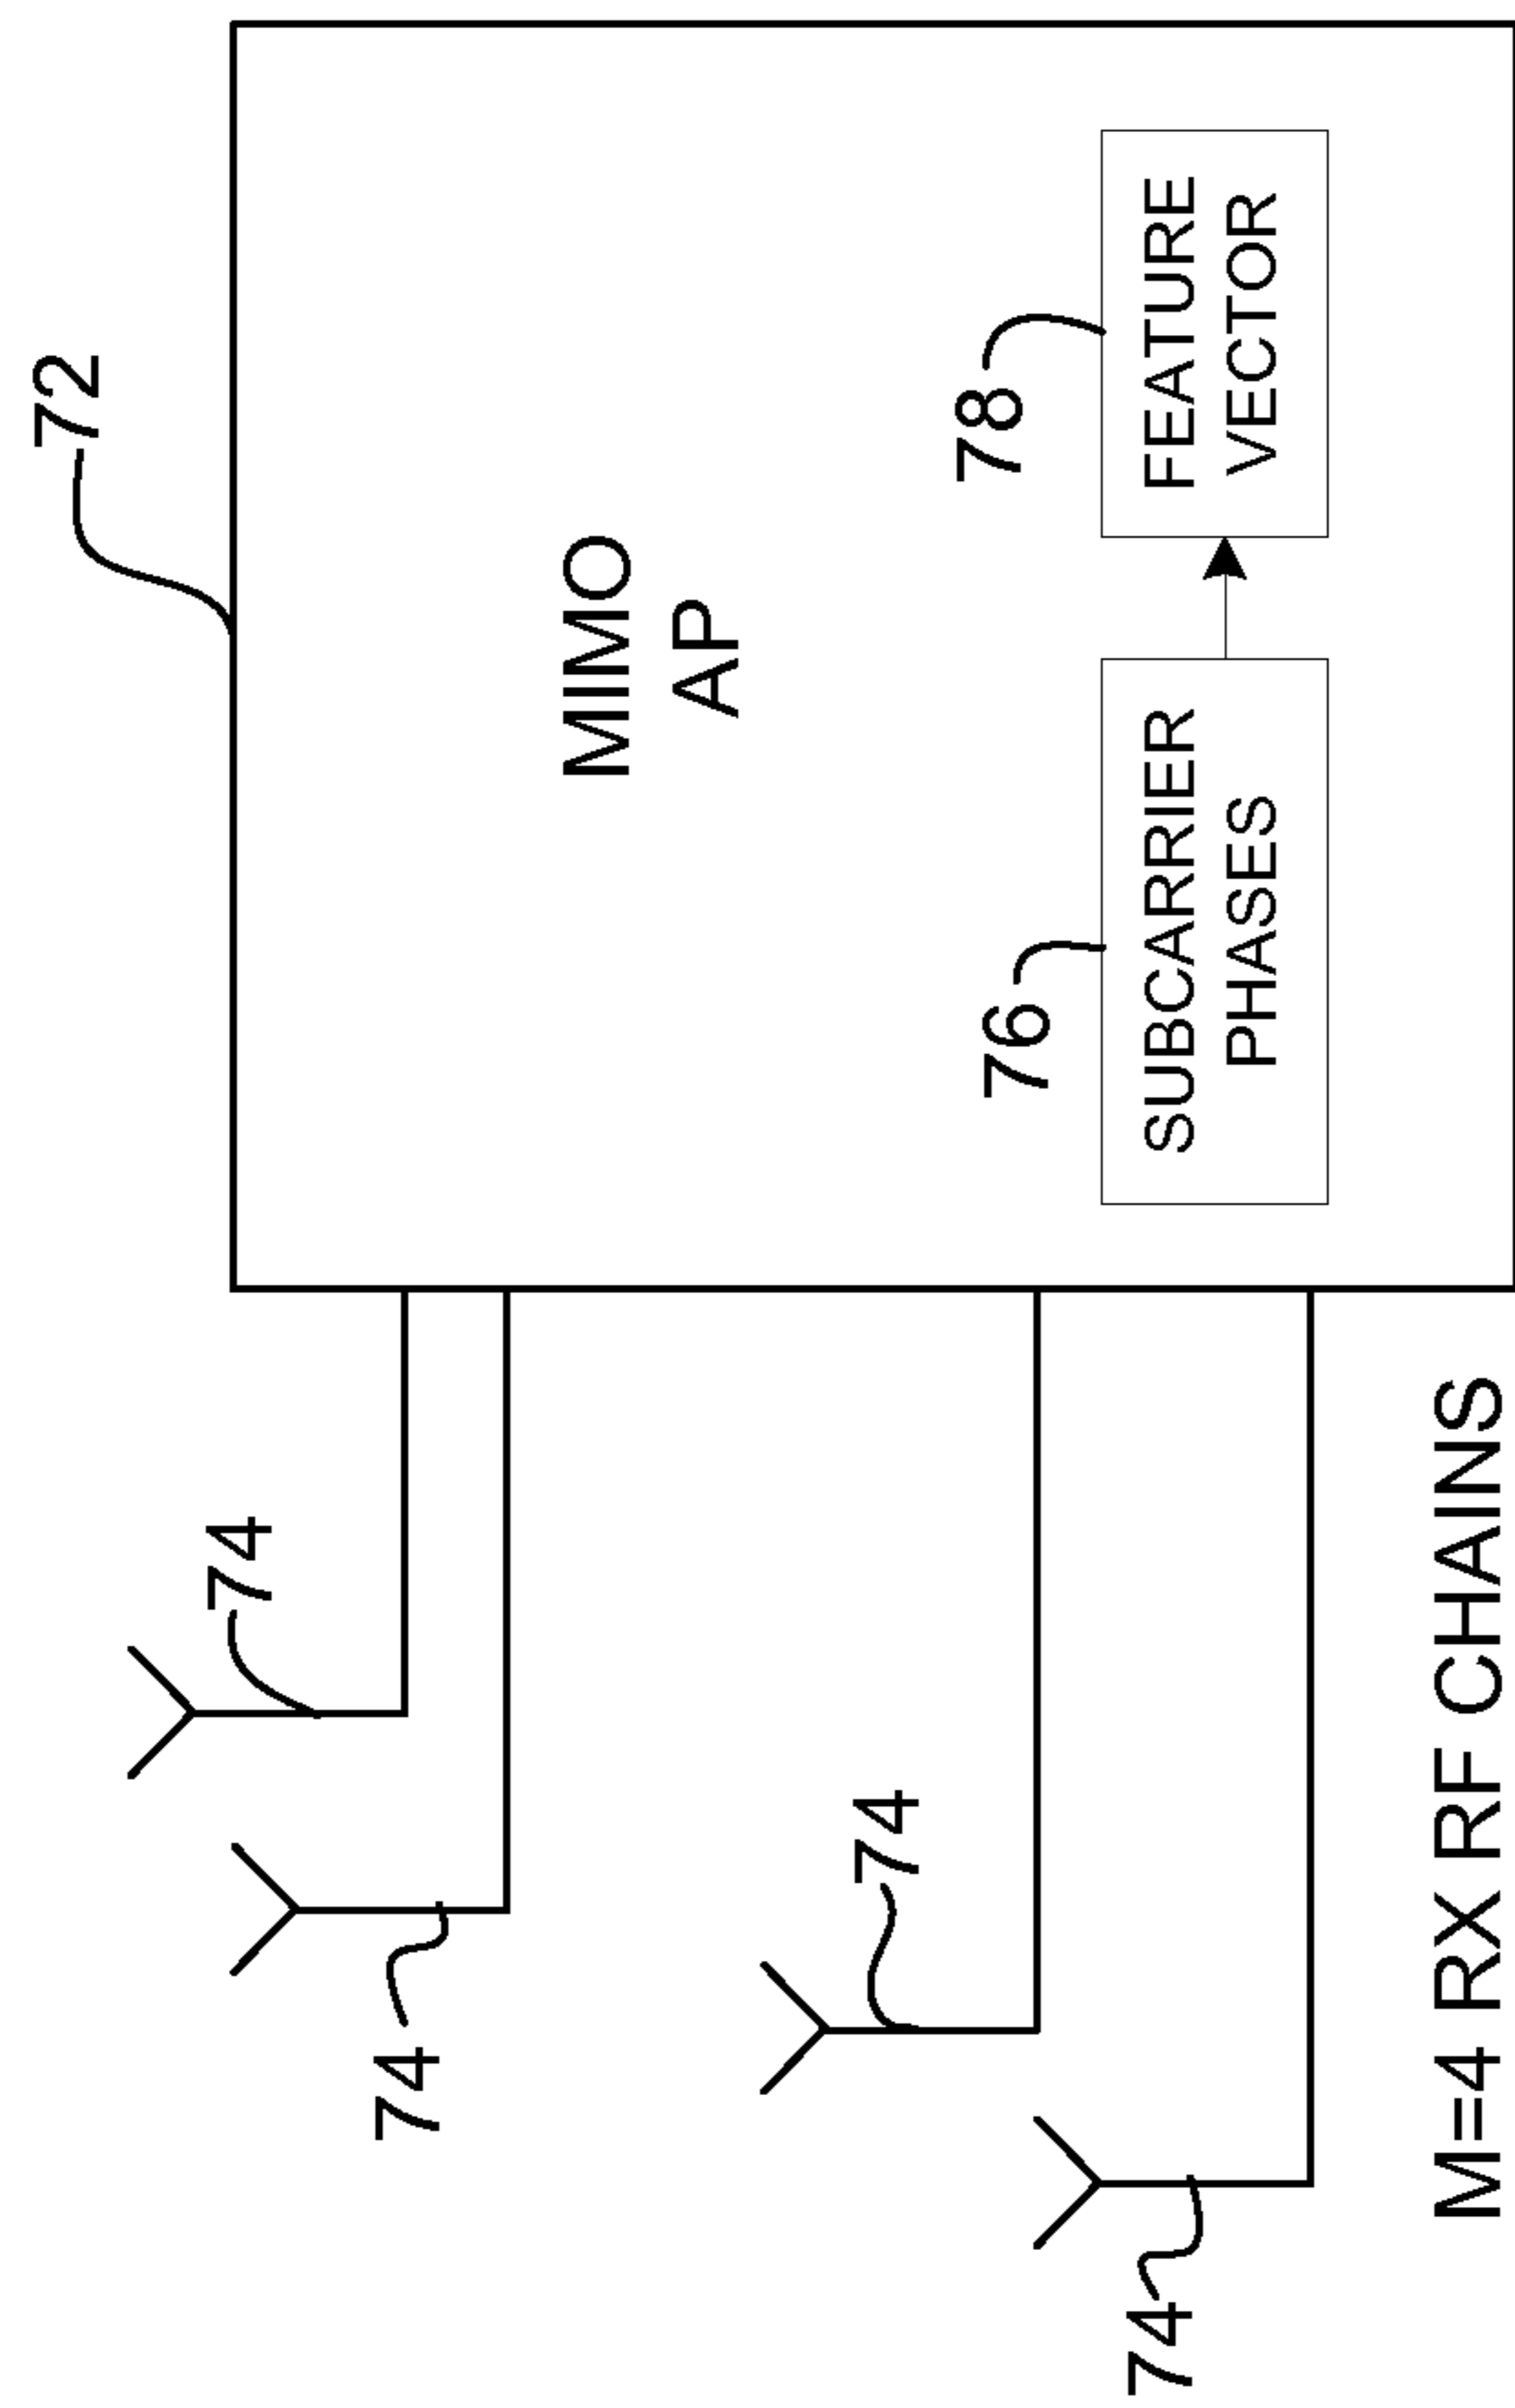 72
MIMO
AP
74
74
74
74
76
78
SUBCARRIER
PHASES
FEATURE
VECTOR
M=4 RX RF CHAINS